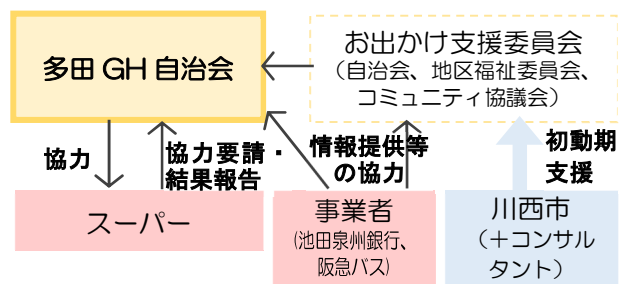 多田 GH 自治会
お出かけ支援委員会
（自治会、地区福祉委員会、
コミュニティ協議会）
協力
協力要請・
結果報告
情報提供等
の協力
初動期
支援
スーパー
事業者
(池田泉州銀行、
阪急バス)
川西市
（＋コンサル
タント）